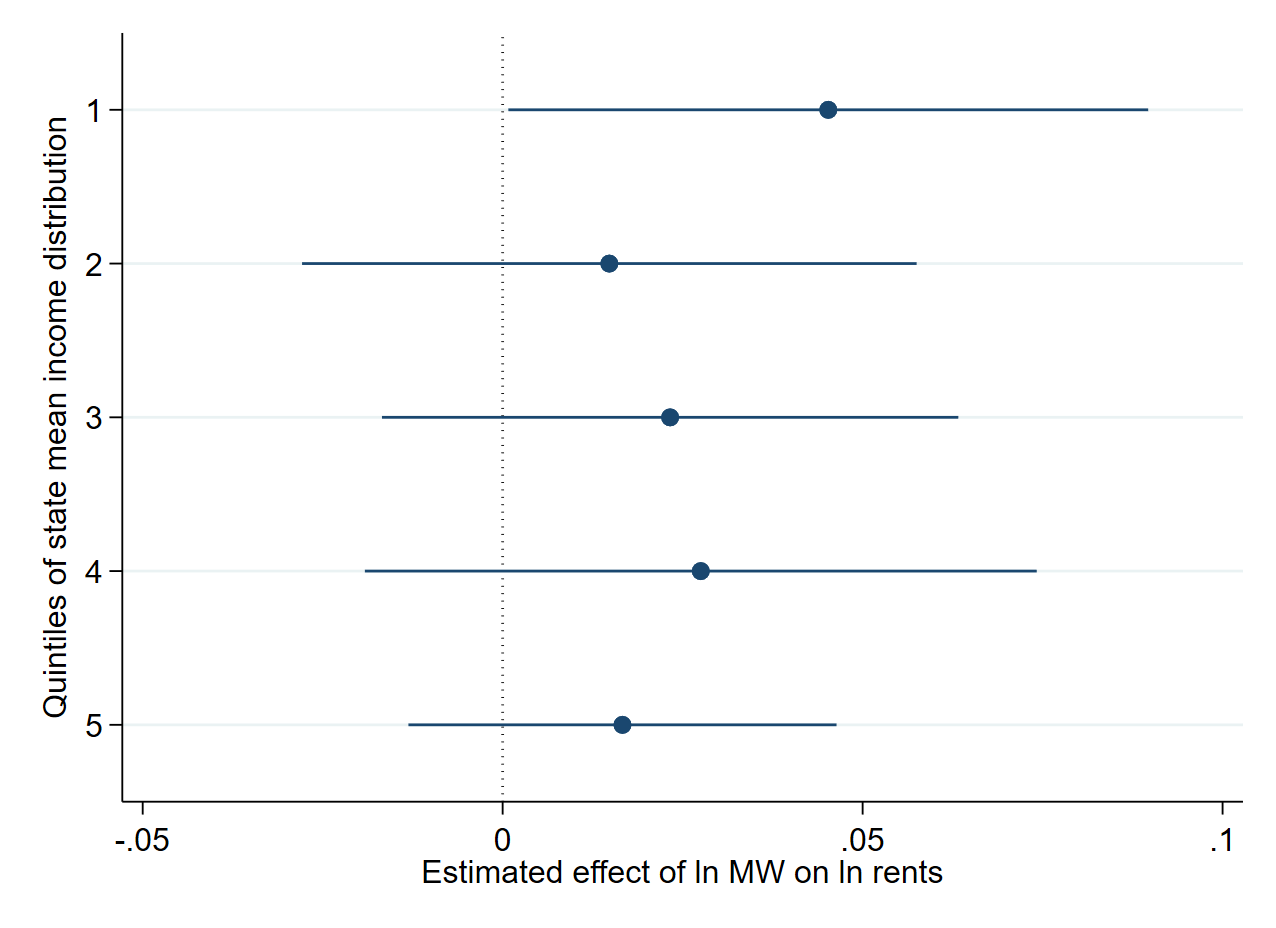 Quintiles of state mean income distribution
1
2
3
4
5
-.05 0 .05 .1
Estimated effect of ln MW on ln rents